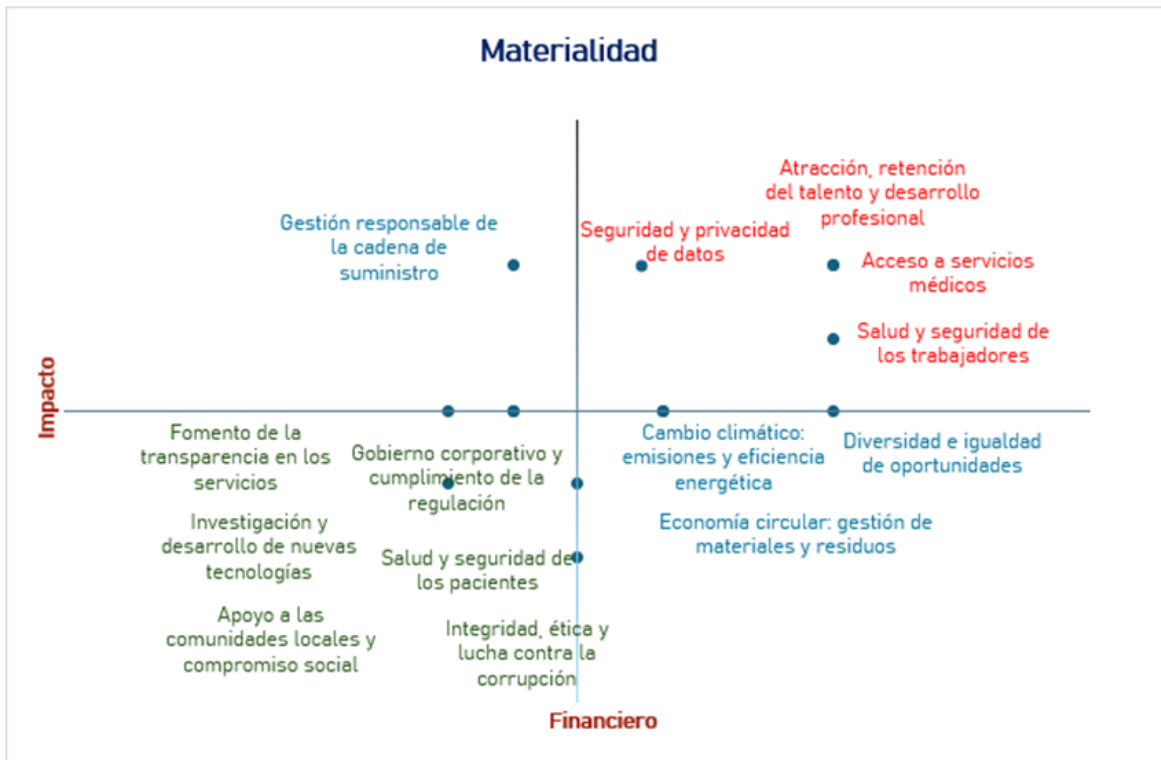 Materialidad
Atracción, retención
del talento y desarrollo
profesional
Gestión responsable de
la cadena de
suministro
Seguridad y privacidad
de datos
Acceso a servicios
médicos
Salud y seguridad de
los trabajadores
Impacto
Fomento de la
transparencia en los
servicios
Gobierno corporativo y
cumplimiento de la
regulación
Cambio climático:
emisiones y eficiencia
energética
Diversidad e igualdad
de oportunidades
Investigación y
desarrollo de nuevas
tecnologías
Salud y seguridad de
los pacientes
Economía circular: gestión de
materiales y residuos
Apoyo a las
comunidades locales y
compromiso social
Integridad, ética y
lucha contra la
corrupción
Financiero